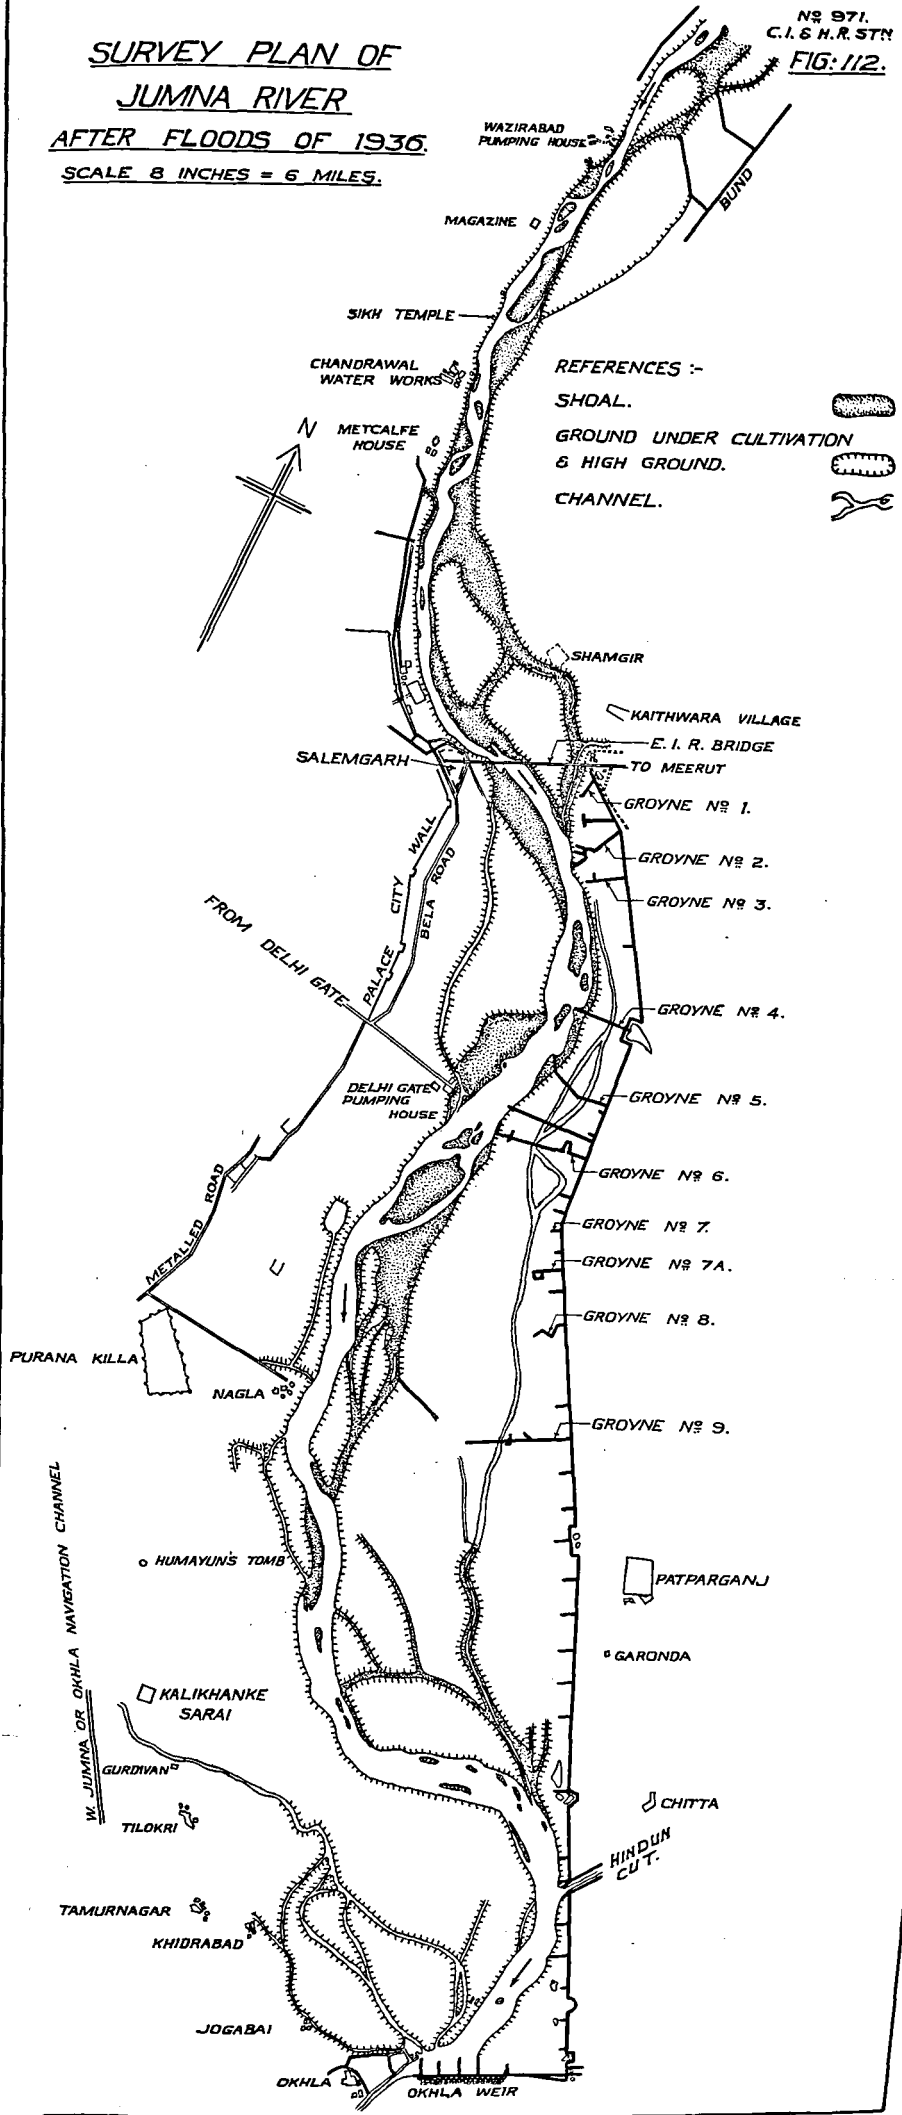 SURVEY PLAN OF
JUMNA RIVER
AFTER FLOODS OF 1936.
SCALE 8 INCHES = 6 MILES.
Nº 971.
C.I. & H.R. STN
FIG: 112.
WAZIRABAD
PUMPING HOUSE
BUND
MAGAZINE
SIKH TEMPLE
CHANDRAWAL
WATER WORKS
REFERENCES :-
SHOAL.
GROUND UNDER CULTIVATION
& HIGH GROUND.
CHANNEL.
N
METCALFE
HOUSE
SHAMGIR
KAITHWARA VILLAGE
E. I. R. BRIDGE
SALEMGARH
TO MEERUT
GROYNE Nº 1.
CITY WALL
BELA ROAD
PALACE
GROYNE Nº 2.
GROYNE Nº 3.
FROM DELHI GATE
GROYNE Nº 4.
DELHI GATE
PUMPING
HOUSE
GROYNE Nº 5.
GROYNE Nº 6.
METALLED ROAD
GROYNE Nº 7.
GROYNE Nº 7A.
GROYNE Nº 8.
PURANA KILLA
NAGLA
GROYNE Nº 9.
W. JUMNA OR OKHLA NAVIGATION CHANNEL
HUMAYUN'S TOMB
PATPARGANJ
GARONDA
KALIKHANKE
SARAI
GURDIVAN
TILOKRI
CHITTA
HINDUN
CUT.
TAMURNAGAR
KHIDRABAD
JOGABAI
OKHLA
OKHLA WEIR